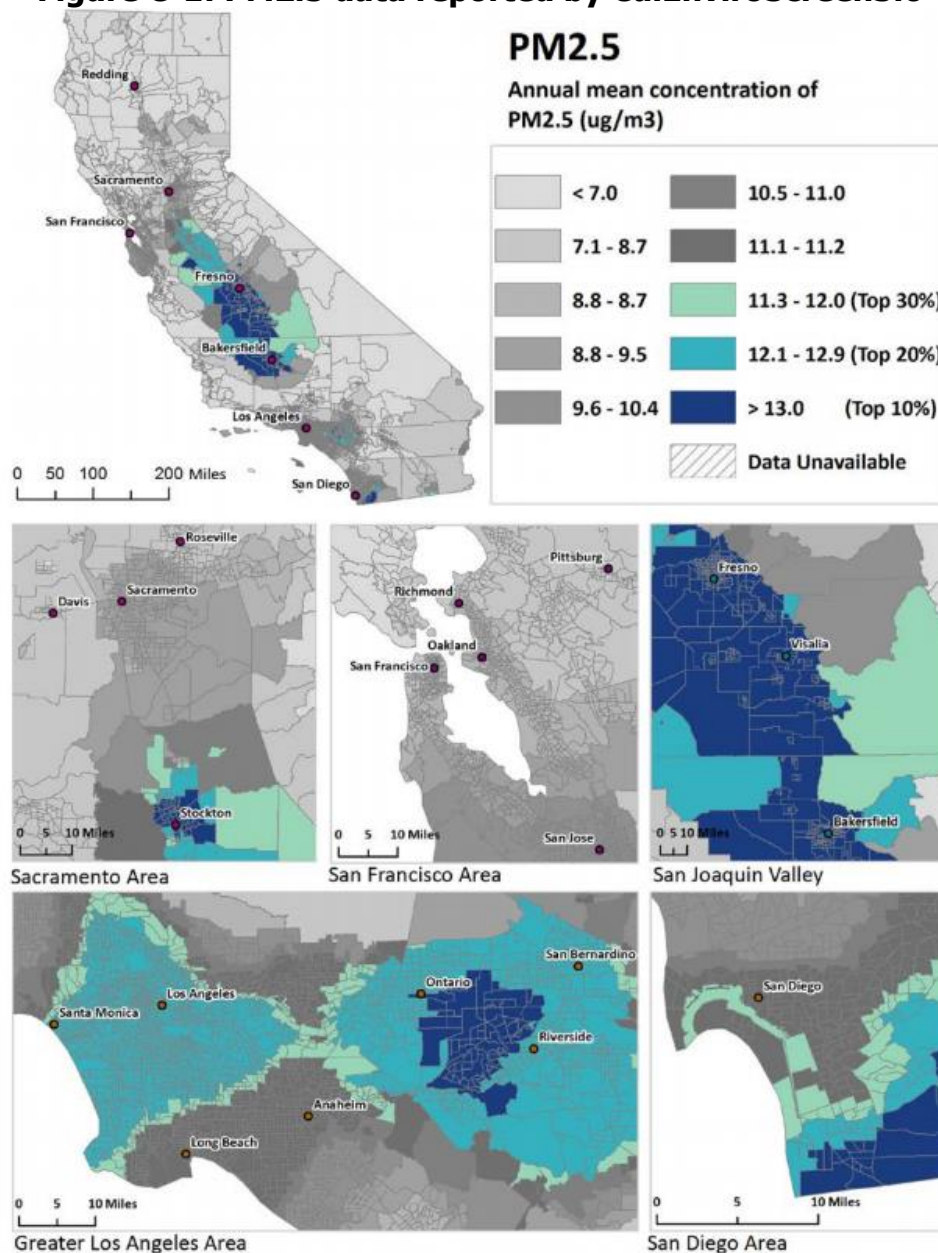 PM2.5
Annual mean concentration of
PM2.5 (ug/m3)
< 7.0
7.1 - 8.7
8.8 - 8.7
8.8 - 9.5
9.6 - 10.4
10.5 - 11.0
11.1 - 11.2
11.3 - 12.0 (Top 30%)
12.1 - 12.9 (Top 20%)
> 13.0 (Top 10%)
Data Unavailable
Redding
Sacramento
San Francisco
Fresno
Bakersfield
Los Angeles
San Diego
0 50 100 200 Miles
Roseville
Davis
Sacramento
Stockton
0 5 10 Miles
Sacramento Area
Pittsburg
Richmond
Oakland
San Francisco
San Jose
0 5 10 Miles
San Francisco Area
Fresno
Visalia
Bakersfield
0 5 10 Miles
San Joaquin Valley
San Bernardino
Ontario
Los Angeles
Santa Monica
Riverside
Anaheim
Long Beach
0 5 10 Miles
Greater Los Angeles Area
San Diego
0 5 10 Miles
San Diego Area